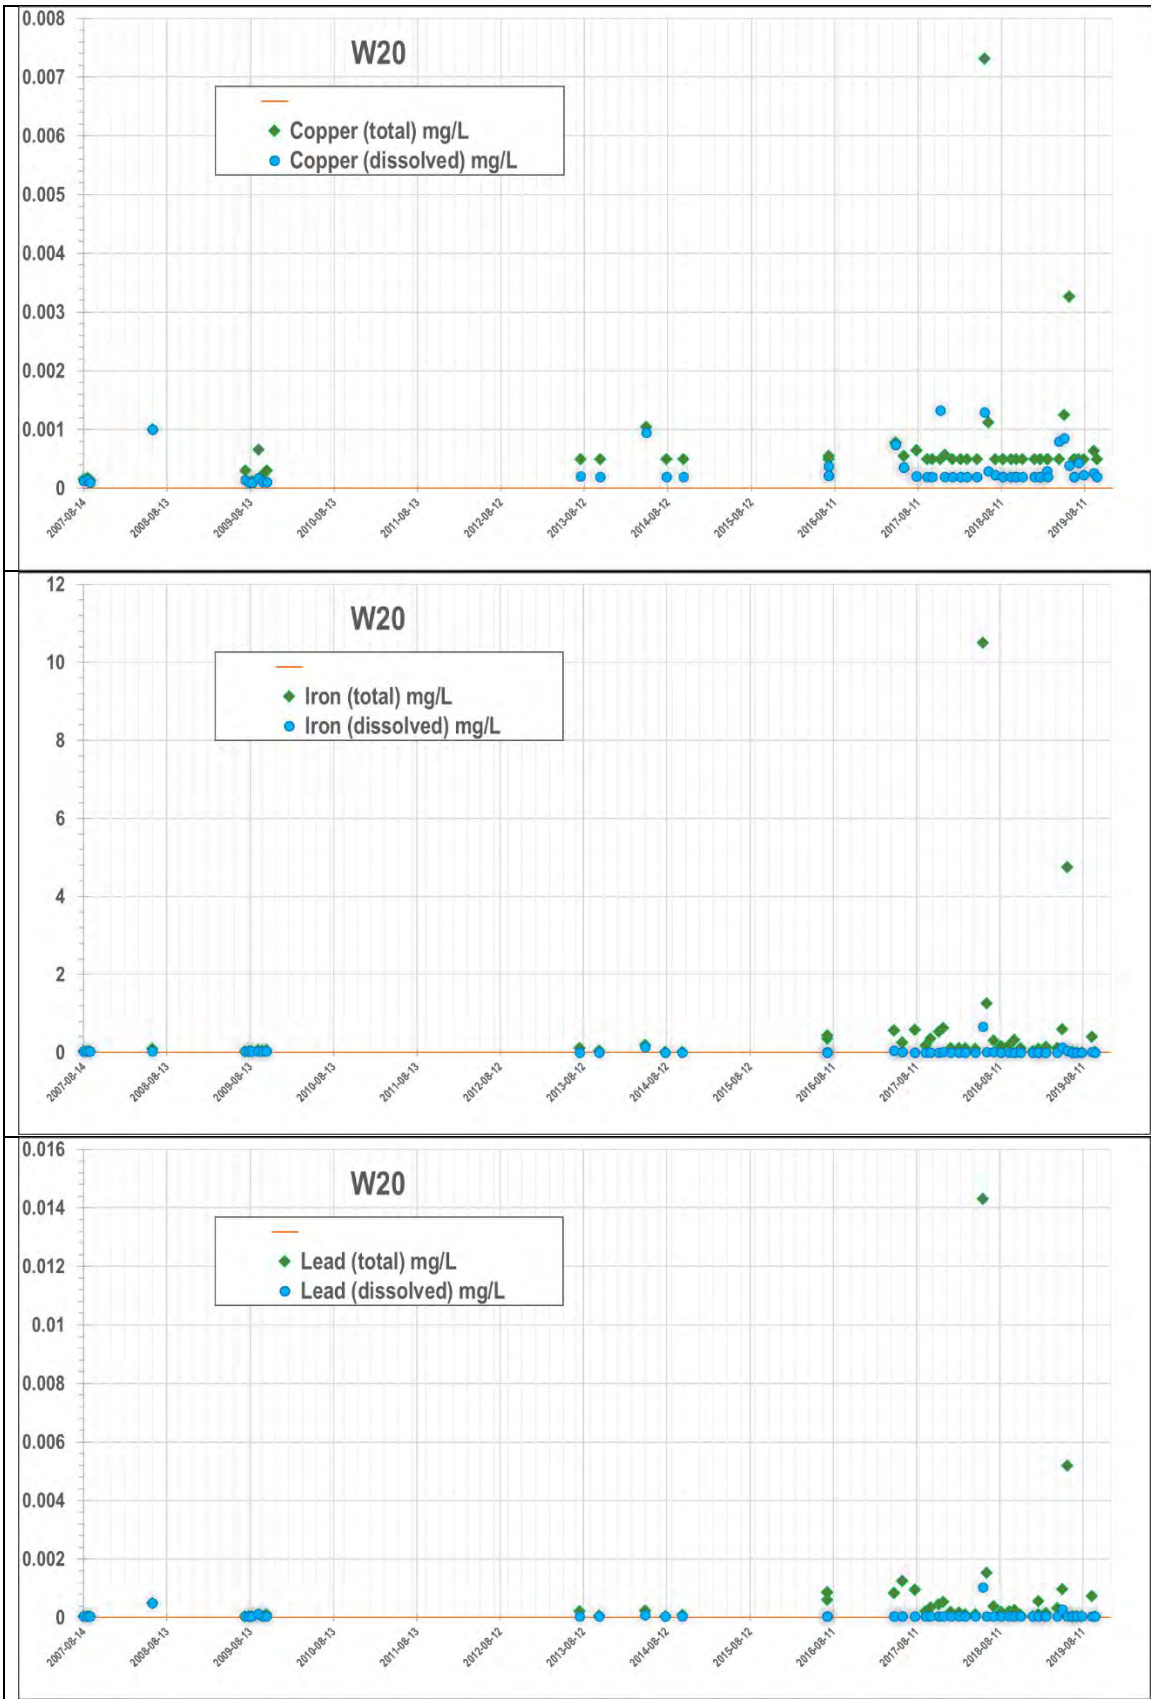 0.008
W20
0.007
Copper (total) mg/L
0.006
Copper (dissolved) mg/L
0.005
0.004
0.003
0.002
0.001
0
2007-08-14 2008-08-13 2009-08-13 2010-08-13 2011-08-13 2012-08-12 2013-08-12 2014-08-12 2015-08-12 2016-08-11 2017-08-11 2018-08-11 2019-08-11
12
W20
10
Iron (total) mg/L
Iron (dissolved) mg/L
8
6
4
2
0
2007-08-14 2008-08-13 2009-08-13 2010-08-13 2011-08-13 2012-08-12 2013-08-12 2014-08-12 2015-08-12 2016-08-11 2017-08-11 2018-08-11 2019-08-11
0.016
W20
0.014
Lead (total) mg/L
0.012
Lead (dissolved) mg/L
0.01
0.008
0.006
0.004
0.002
0
2007-08-14 2008-08-13 2009-08-13 2010-08-13 2011-08-13 2012-08-12 2013-08-12 2014-08-12 2015-08-12 2016-08-11 2017-08-11 2018-08-11 2019-08-11